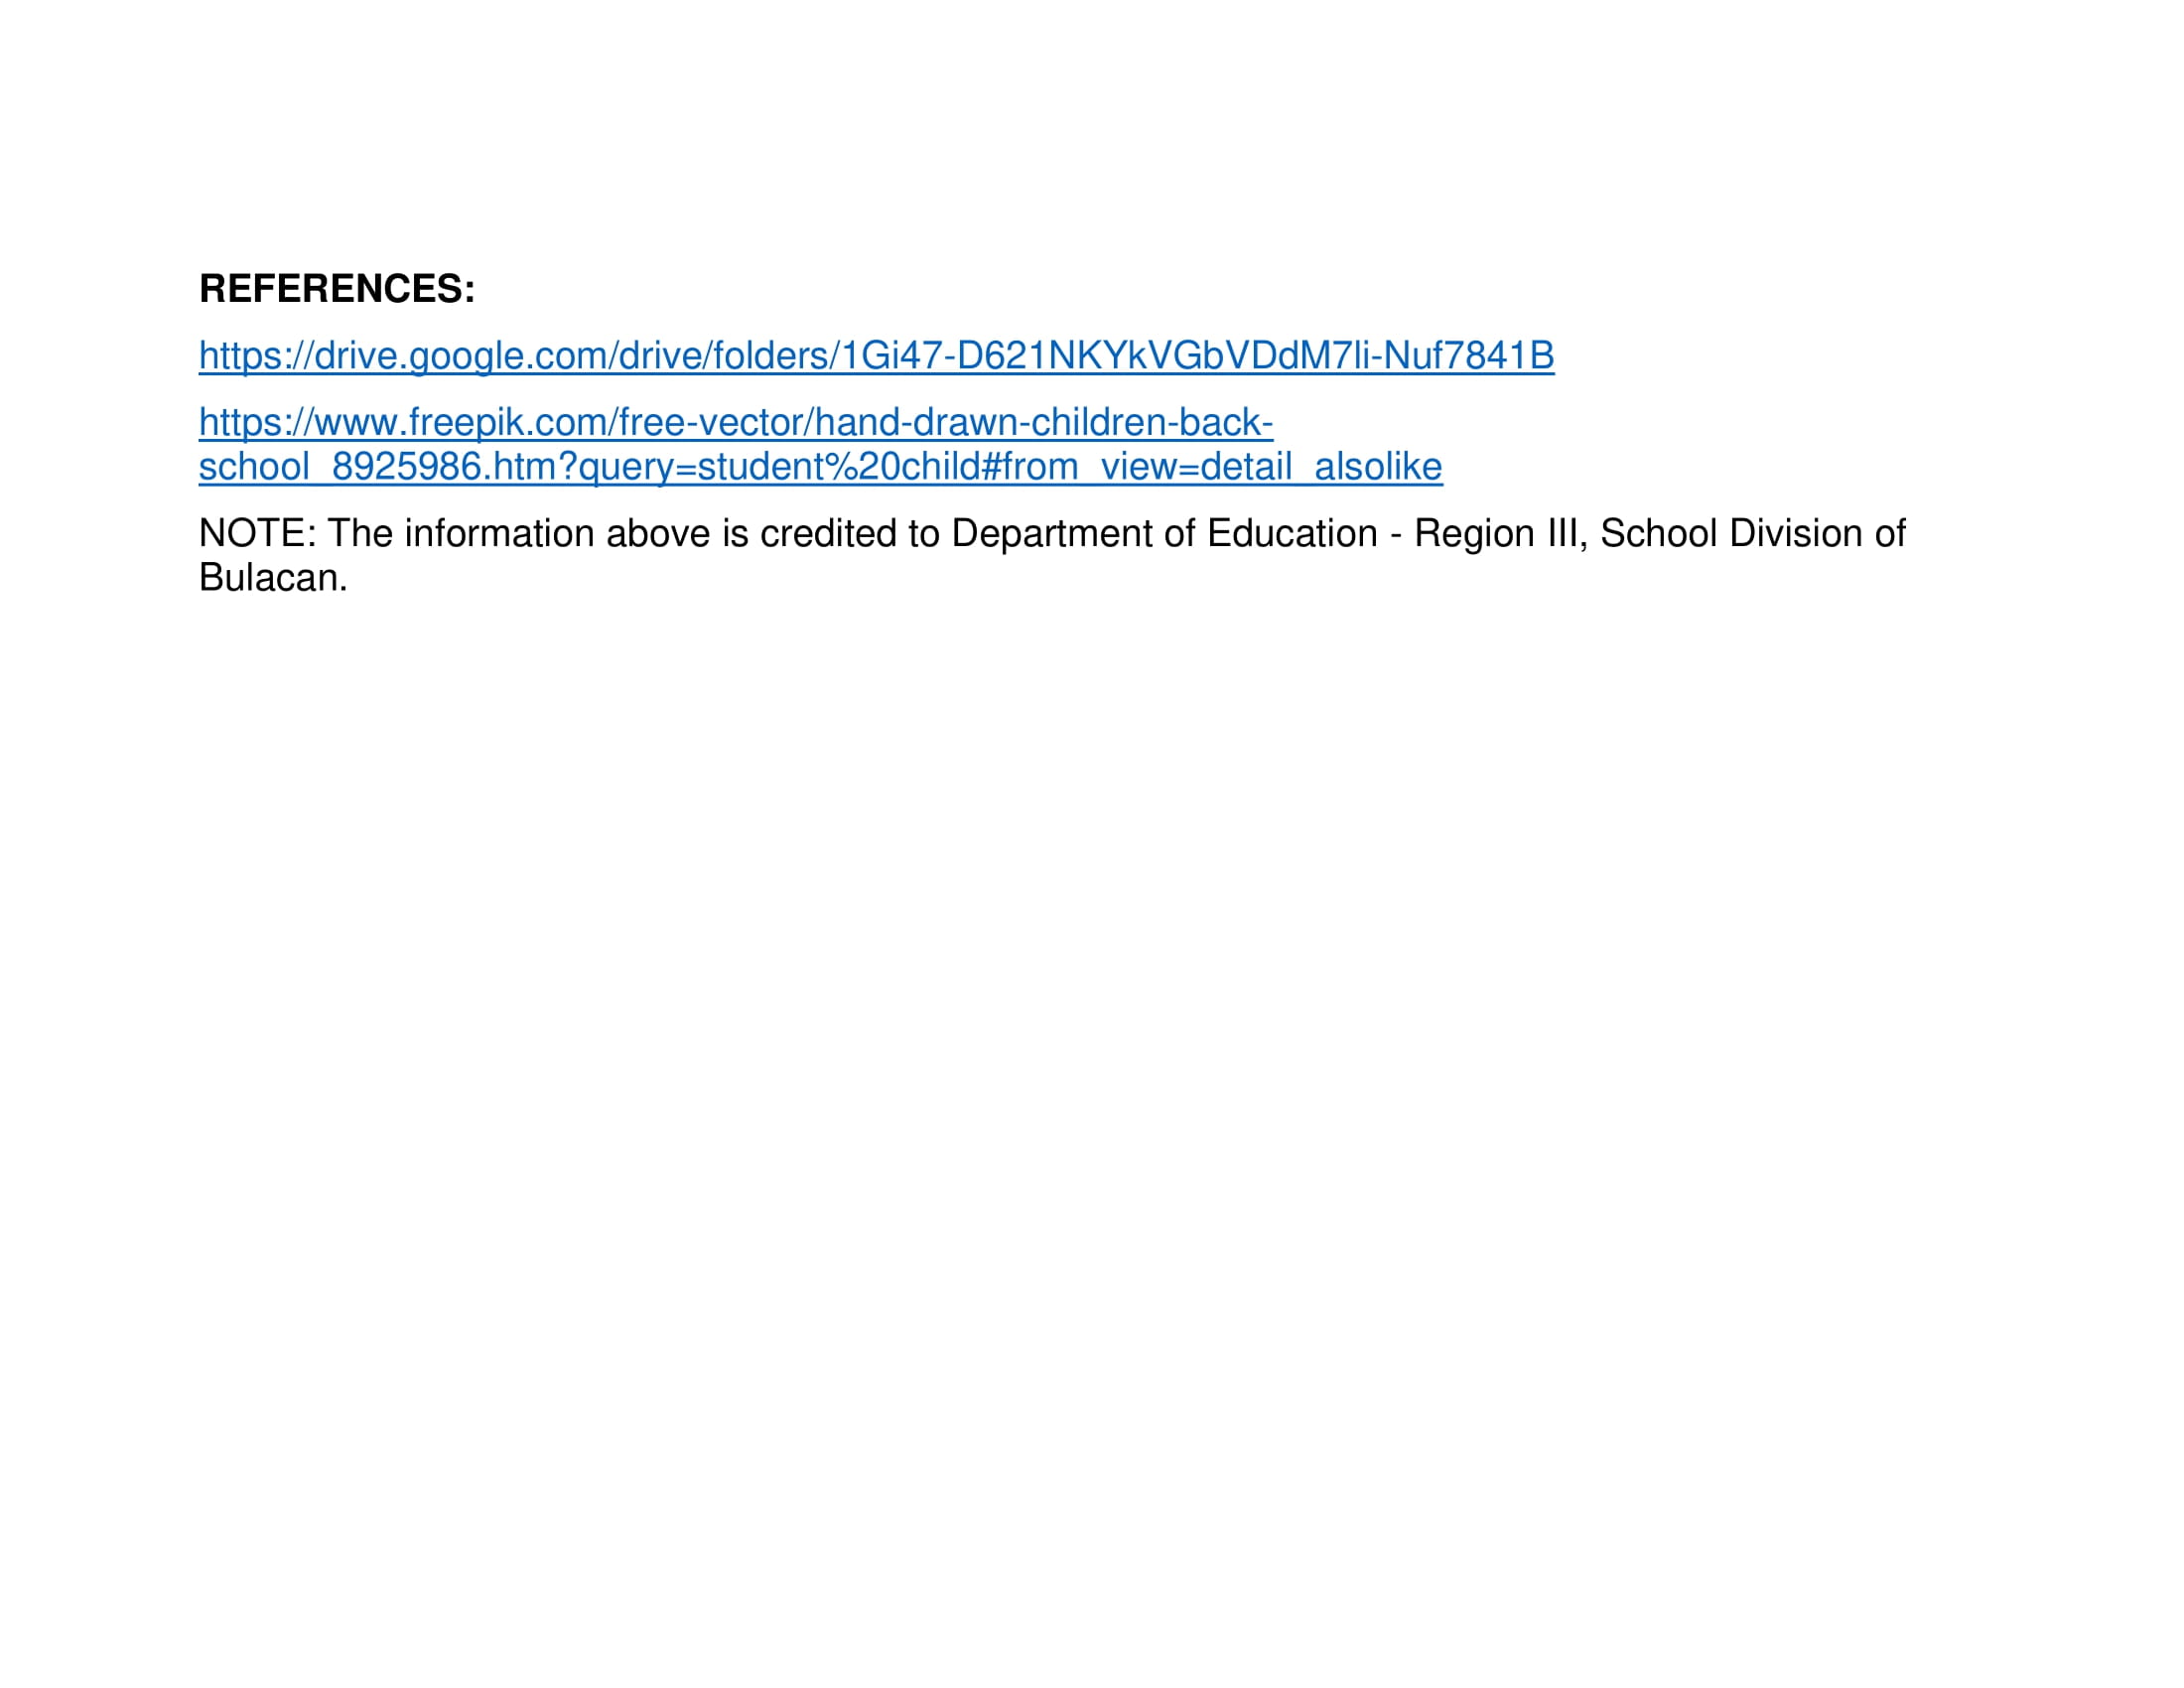 REFERENCES:
https://drive.google.com/drive/folders/1Gi47-D621NKYkVGbVDdM7li-Nuf7841B
https://www.freepik.com/free-vector/hand-drawn-children-back-
school_8925986.htm?query=student%20child#from_view=detail_alsolike
NOTE: The information above is credited to Department of Education - Region III, School Division of
Bulacan.